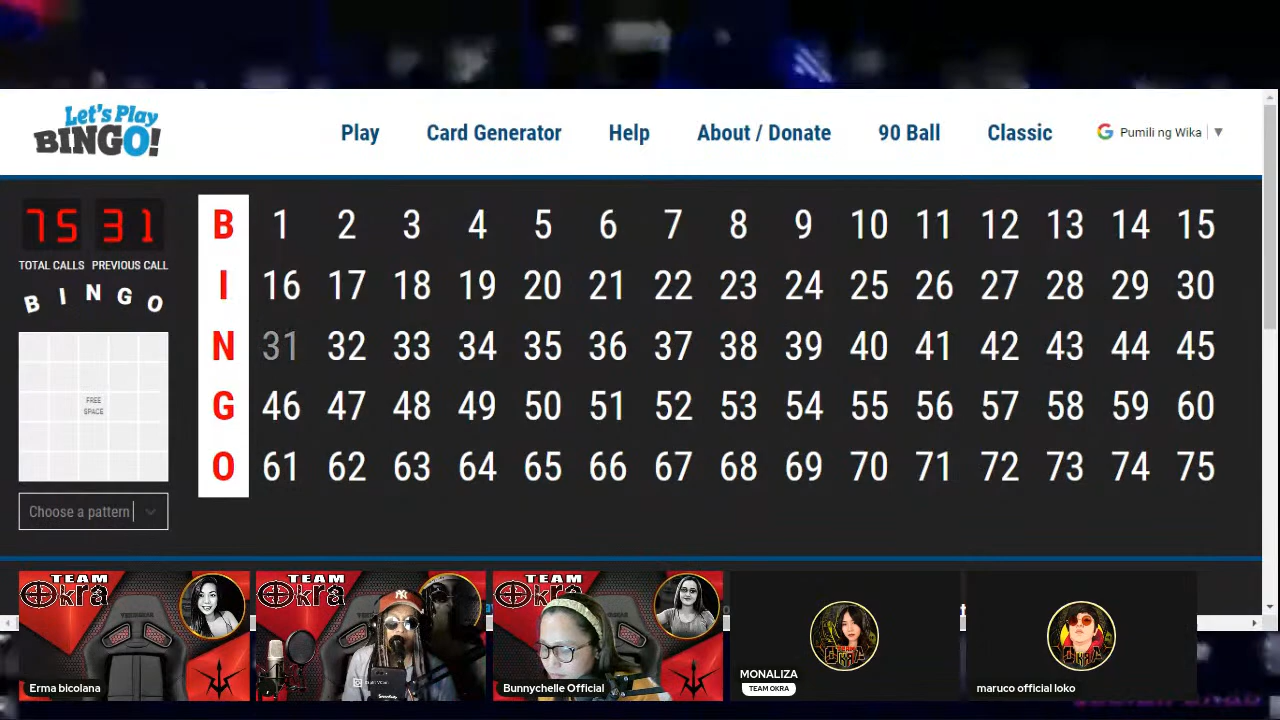 Let's Play
BINGO!
Play
Card Generator
Help
About / Donate
90 Ball
Classic
G Pumili ng Wika ▼
75 31
TOTAL CALLS PREVIOUS CALL
B I N G O
FREE
SPACE
Choose a pattern
B 1 2 3 4 5 6 7 8 9 10 11 12 13 14 15
I 16 17 18 19 20 21 22 23 24 25 26 27 28 29 30
N 31 32 33 34 35 36 37 38 39 40 41 42 43 44 45
G 46 47 48 49 50 51 52 53 54 55 56 57 58 59 60
O 61 62 63 64 65 66 67 68 69 70 71 72 73 74 75
TEAM
Okra
Erma bicolana
TEAM
Okra
TEAM
Okra
Bunnychelle Official
MONALIZA
TEAM OKRA
maruco official loko